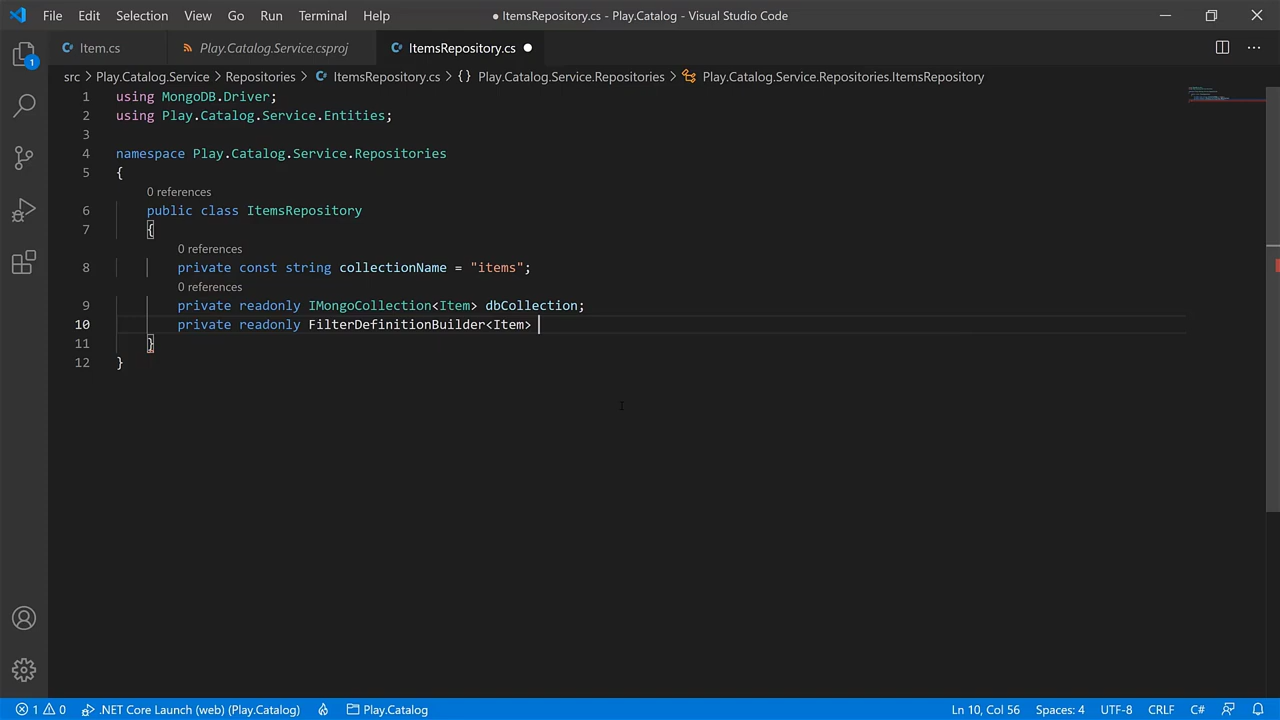 File Edit Selection View Go Run Terminal Help ● ItemsRepository.cs - Play.Catalog - Visual Studio Code
Item.cs Play.Catalog.Service.csproj ItemsRepository.cs
src > Play.Catalog.Service > Repositories > ItemsRepository.cs > {} Play.Catalog.Service.Repositories > Play.Catalog.Service.Repositories.ItemsRepository
1 using MongoDB.Driver;
2 using Play.Catalog.Service.Entities;
3
4 namespace Play.Catalog.Service.Repositories
5 {
0 references
6 public class ItemsRepository
7 {
0 references
8 private const string collectionName = "items";
0 references
9 private readonly IMongoCollection<Item> dbCollection;
10 private readonly FilterDefinitionBuilder<Item>
11 }
12 }
1
1 0 .NET Core Launch (web) (Play.Catalog) Play.Catalog Ln 10, Col 56 Spaces: 4 UTF-8 CRLF C#